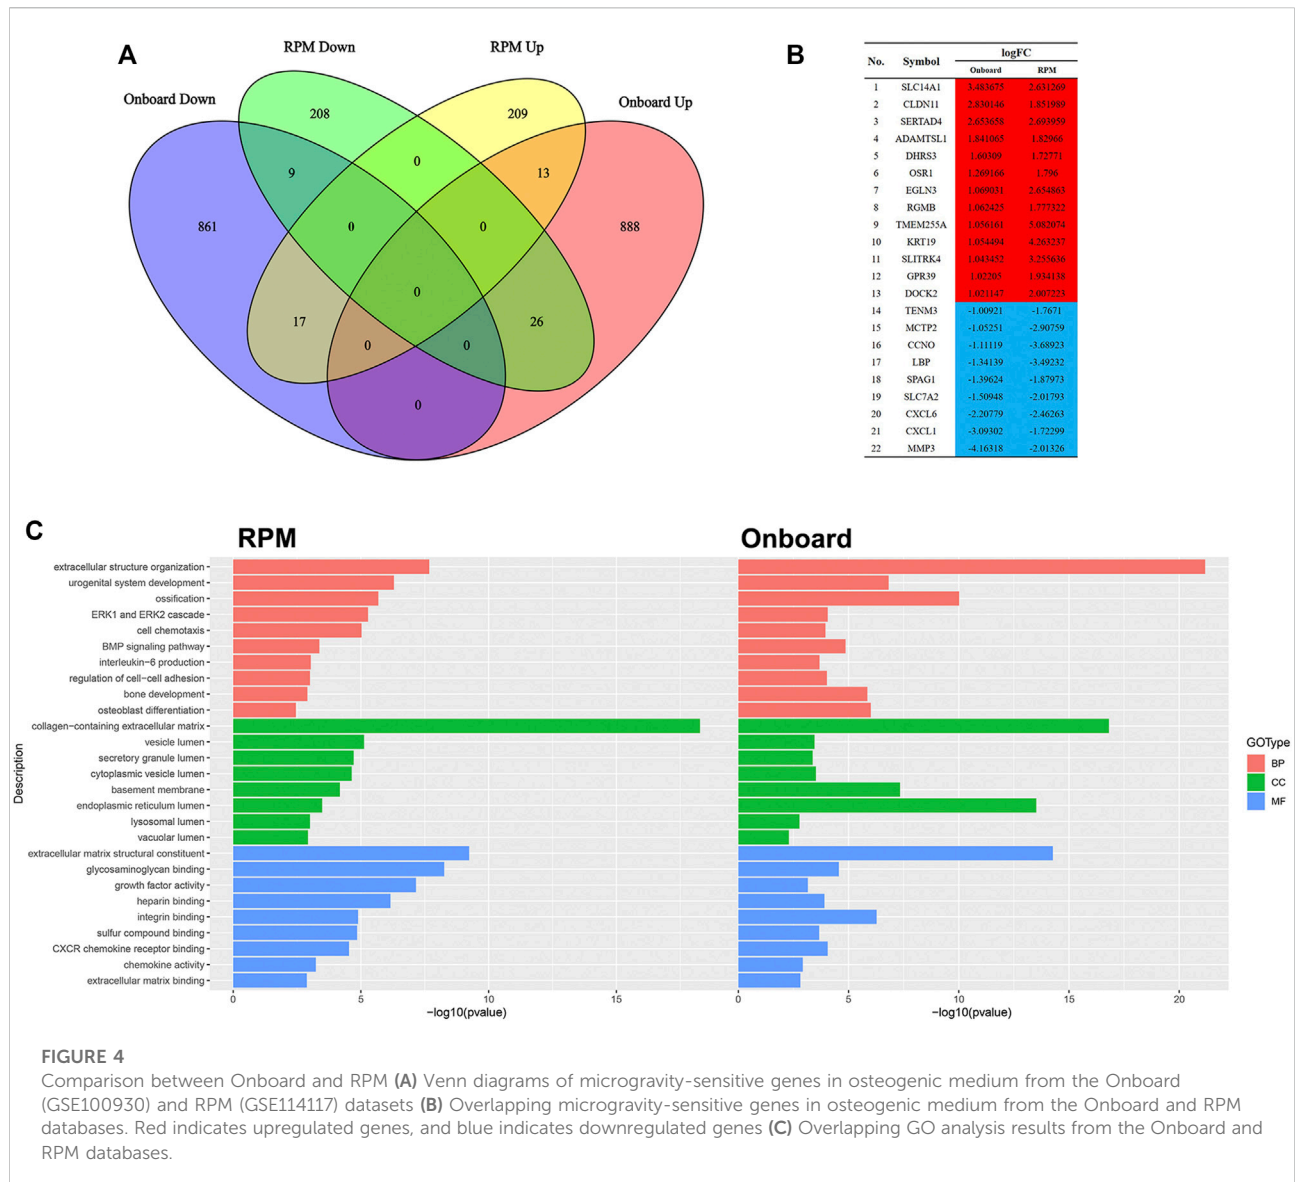 A
RPM Down
RPM Up
Onboard Down
Onboard Up
208
209
9
0
13
861
0
0
888
0
17
26
0
0
0
B
logFC
No. Symbol
Onboard RPM
1 SLC14A1 3.483675 2.631269
2 CLDN11 2.830146 1.851989
3 SERTAD4 2.653658 2.693959
4 ADAMTSL1 1.841065 1.82966
5 DHRS3 1.60309 1.72771
6 OSR1 1.269166 1.796
7 EGLN3 1.069031 2.654863
8 RGMB 1.062425 1.777322
9 TMEM255A 1.056161 5.082074
10 KRT19 1.054494 4.263237
11 SLITRK4 1.043452 3.255636
12 GPR39 1.02205 1.934138
13 DOCK2 1.021147 2.007223
14 TENM3 -1.00921 -1.7671
15 MCTP2 -1.05251 -2.90759
16 CCNO -1.11119 -3.68923
17 LBP -1.34139 -3.49232
18 SPAG1 -1.39624 -1.87973
19 SLC7A2 -1.50948 -2.01793
20 CXCL6 -2.20779 -2.46263
21 CXCL1 -3.09302 -1.72299
22 MMP3 -4.16318 -2.01326
C
RPM
Onboard
Description
extracellular structure organization
urogenital system development
ossification
ERK1 and ERK2 cascade
cell chemotaxis
BMP signaling pathway
interleukin−6 production
regulation of cell−cell adhesion
bone development
osteoblast differentiation
collagen−containing extracellular matrix
vesicle lumen
secretory granule lumen
cytoplasmic vesicle lumen
basement membrane
endoplasmic reticulum lumen
lysosomal lumen
vacuolar lumen
extracellular matrix structural constituent
glycosaminoglycan binding
growth factor activity
heparin binding
integrin binding
sulfur compound binding
CXCR chemokine receptor binding
chemokine activity
extracellular matrix binding
0 5 10 15
−log10(pvalue)
0 5 10 15 20
−log10(pvalue)
GOType
BP
CC
MF
FIGURE 4
Comparison between Onboard and RPM (A) Venn diagrams of microgravity-sensitive genes in osteogenic medium from the Onboard
(GSE100930) and RPM (GSE114117) datasets (B) Overlapping microgravity-sensitive genes in osteogenic medium from the Onboard and RPM
databases. Red indicates upregulated genes, and blue indicates downregulated genes (C) Overlapping GO analysis results from the Onboard and
RPM databases.